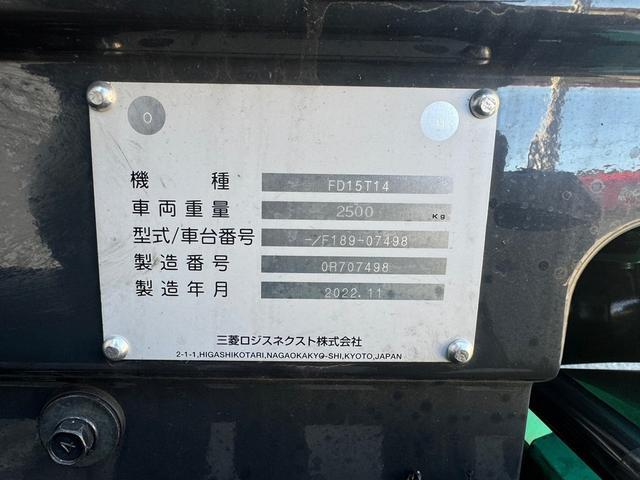 O
機種 FD15T14
車両重量 2500 Kg
型式/車台番号 -/F189-07498
製造番号 0R707498
製造年月 2022.11
三菱ロジスネクスト株式会社
2-1-1,HIGASHIKOTARI,NAGAOKAKYO-SHI,KYOTO,JAPAN